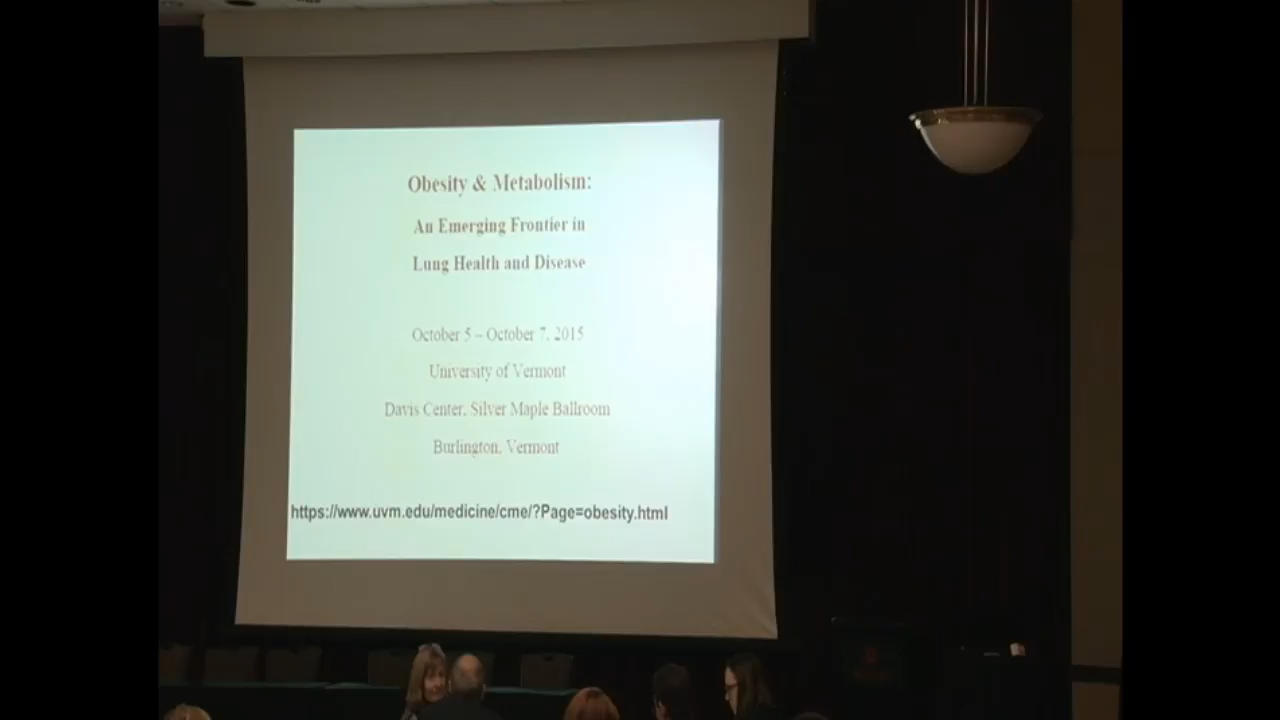 Obesity & Metabolism:
An Emerging Frontier in
Lung Health and Disease
October 5 – October 7, 2015
University of Vermont
Davis Center, Silver Maple Ballroom
Burlington, Vermont
https://www.uvm.edu/medicine/cme/?Page=obesity.html